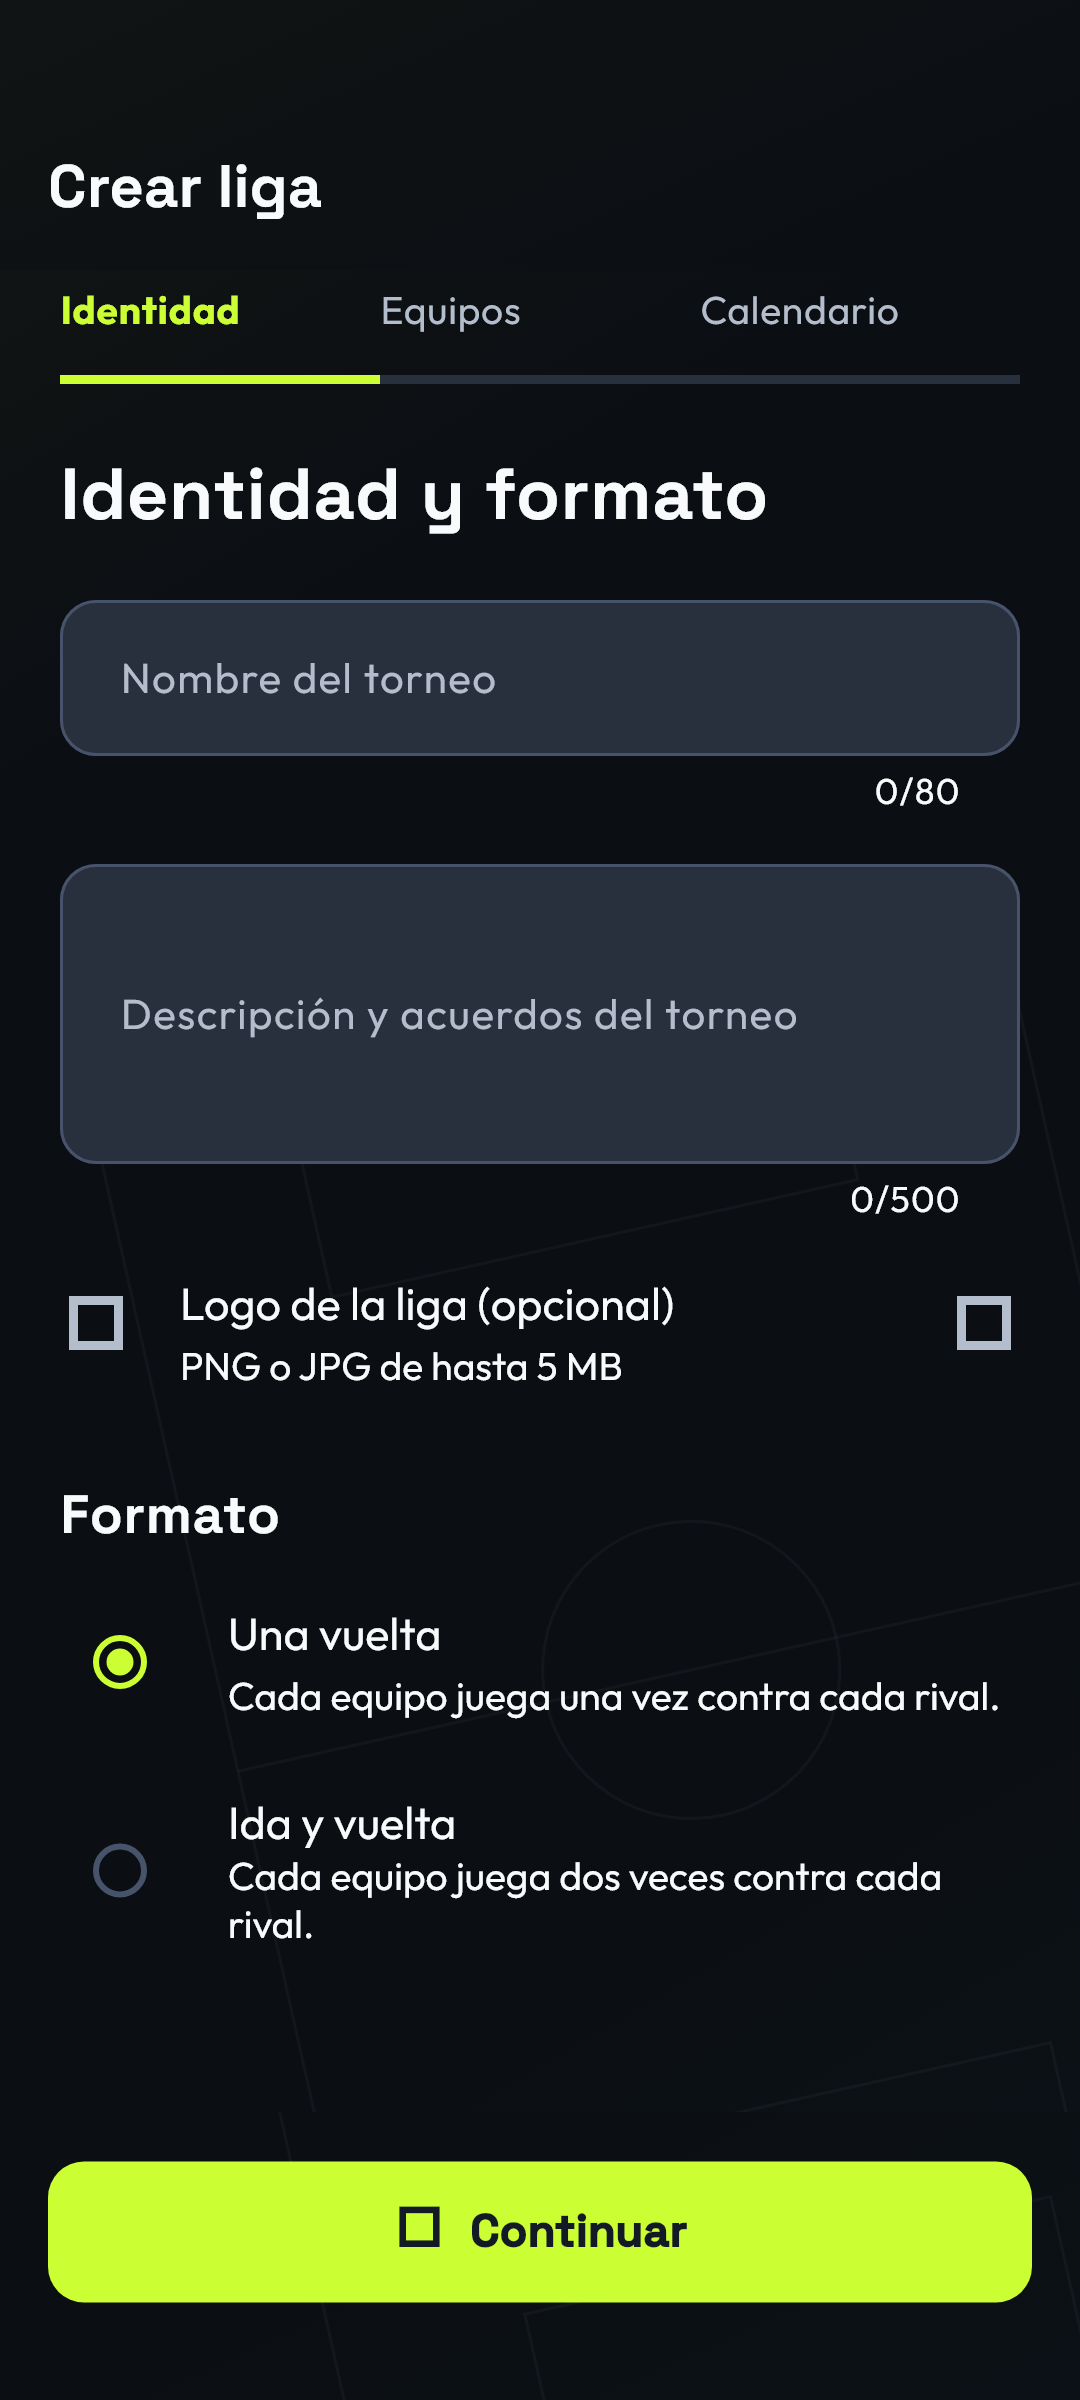 Crear liga
Identidad
Equipos
Calendario
Identidad y formato
Nombre del torneo
0/80
Descripción y acuerdos del torneo
0/500
Logo de la liga (opcional)
PNG o JPG de hasta 5 MB
Formato
Una vuelta
Cada equipo juega una vez contra cada rival.
Ida y vuelta
Cada equipo juega dos veces contra cada
rival.
Continuar